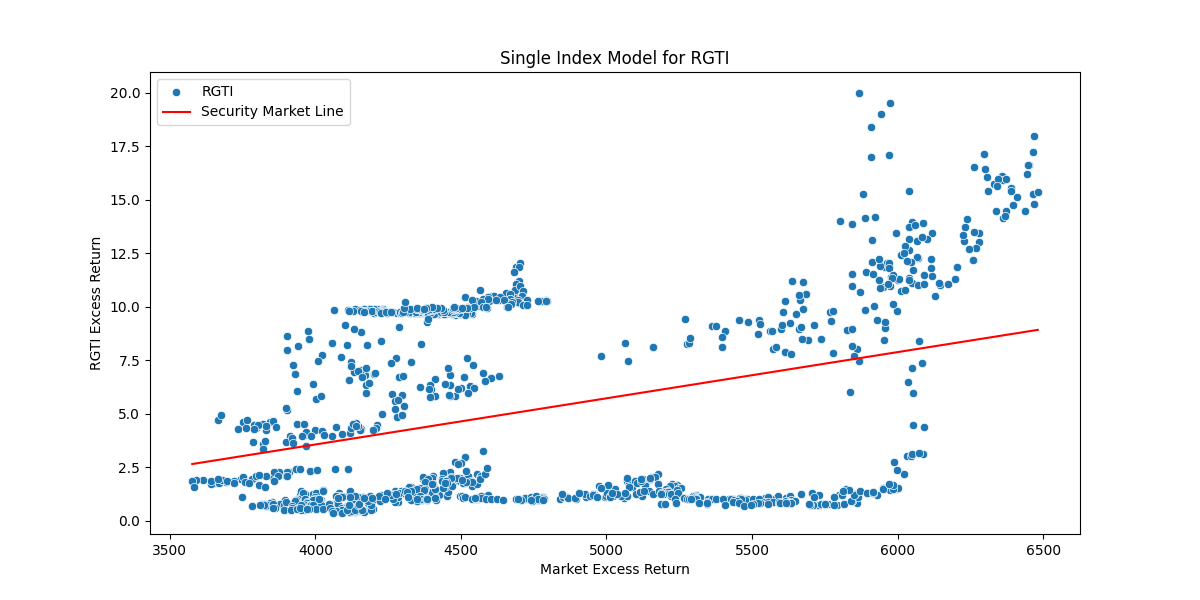 Single Index Model for RGTI
RGTI
Security Market Line
20.0
17.5
15.0
12.5
10.0
7.5
5.0
2.5
0.0
RGTI Excess Return
3500 4000 4500 5000 5500 6000 6500
Market Excess Return